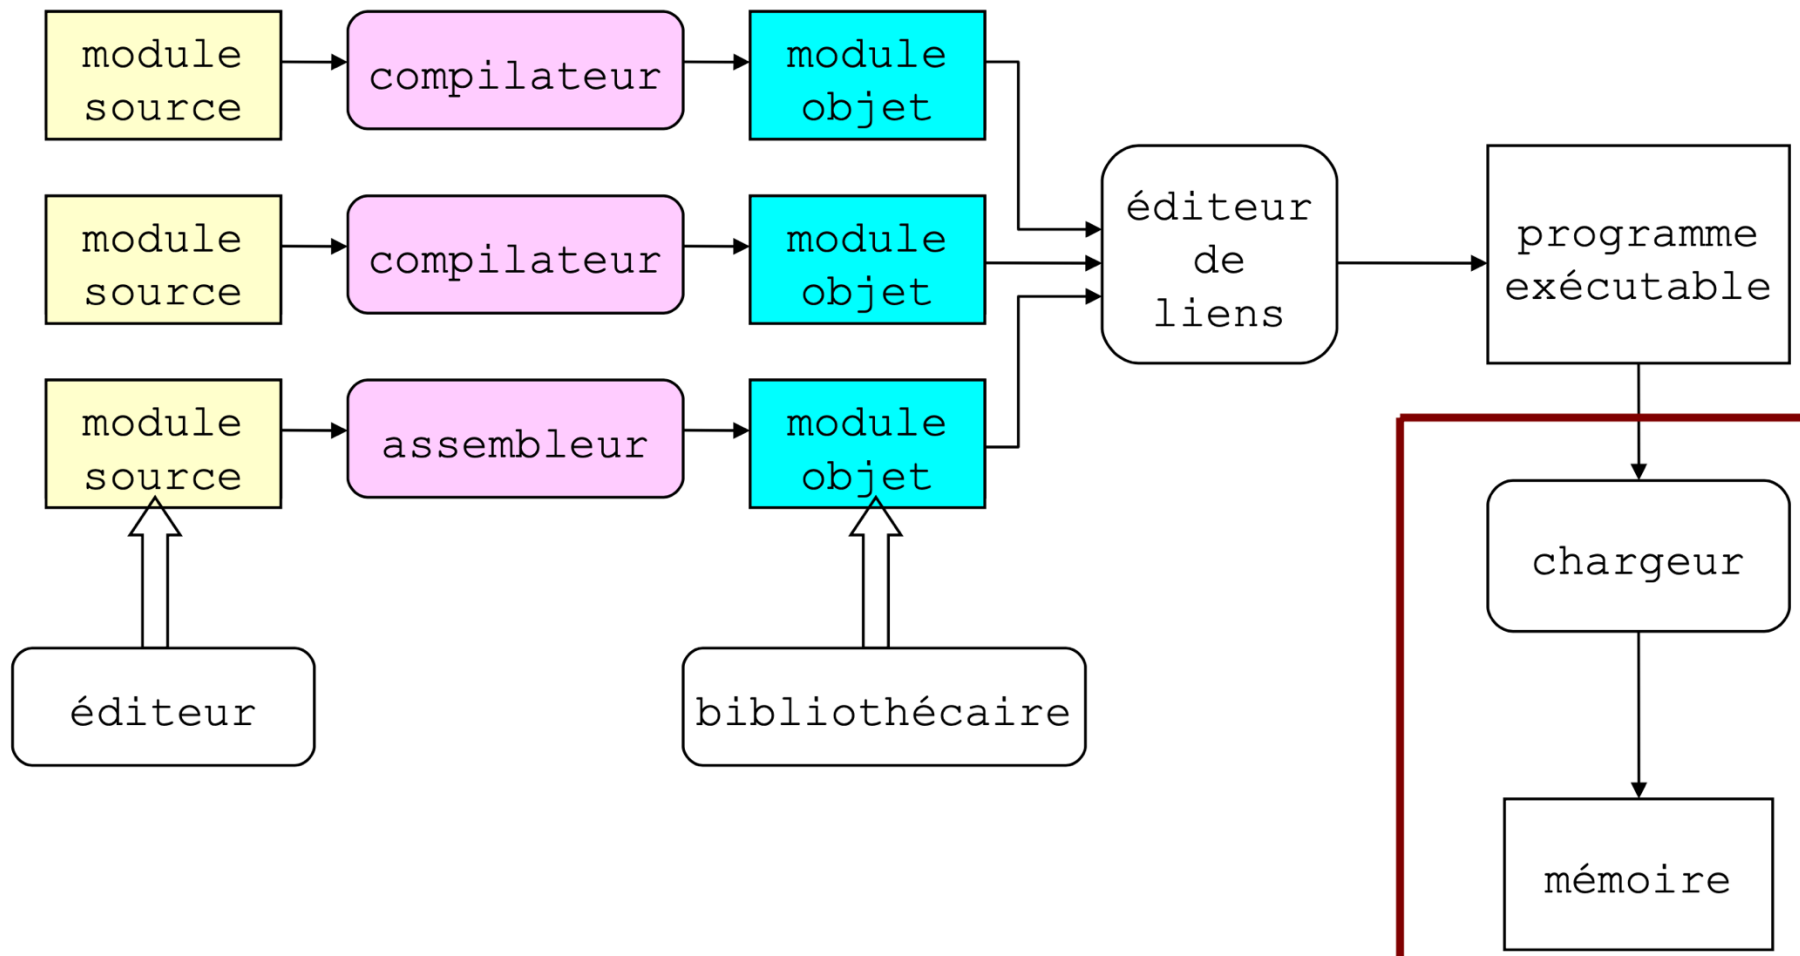 module
source
compilateur
module
objet
module
source
compilateur
module
objet
éditeur
de
liens
programme
exécutable
module
source
assembleur
module
objet
chargeur
éditeur
bibliothécaire
mémoire